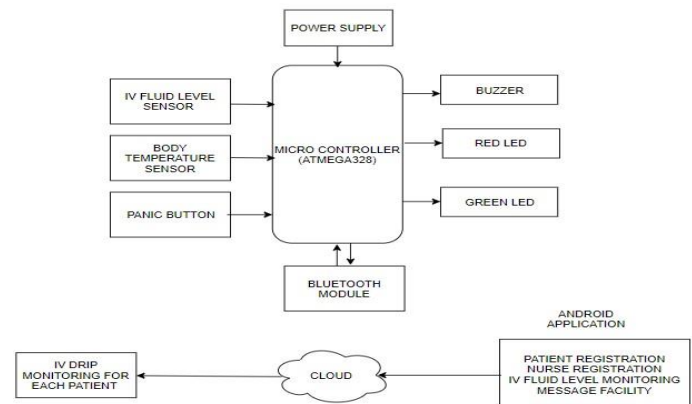 POWER SUPPLY
IV FLUID LEVEL
SENSOR
BODY
TEMPERATURE
SENSOR
PANIC BUTTON
MICRO CONTROLLER
(ATMEGA328)
BUZZER
RED LED
GREEN LED
BLUETOOTH
MODULE
ANDROID
APPLICATION
IV DRIP
MONITORING FOR
EACH PATIENT
CLOUD
PATIENT REGISTRATION
NURSE REGISTRATION
IV FLUID LEVEL MONITORING
MESSAGE FACILITY